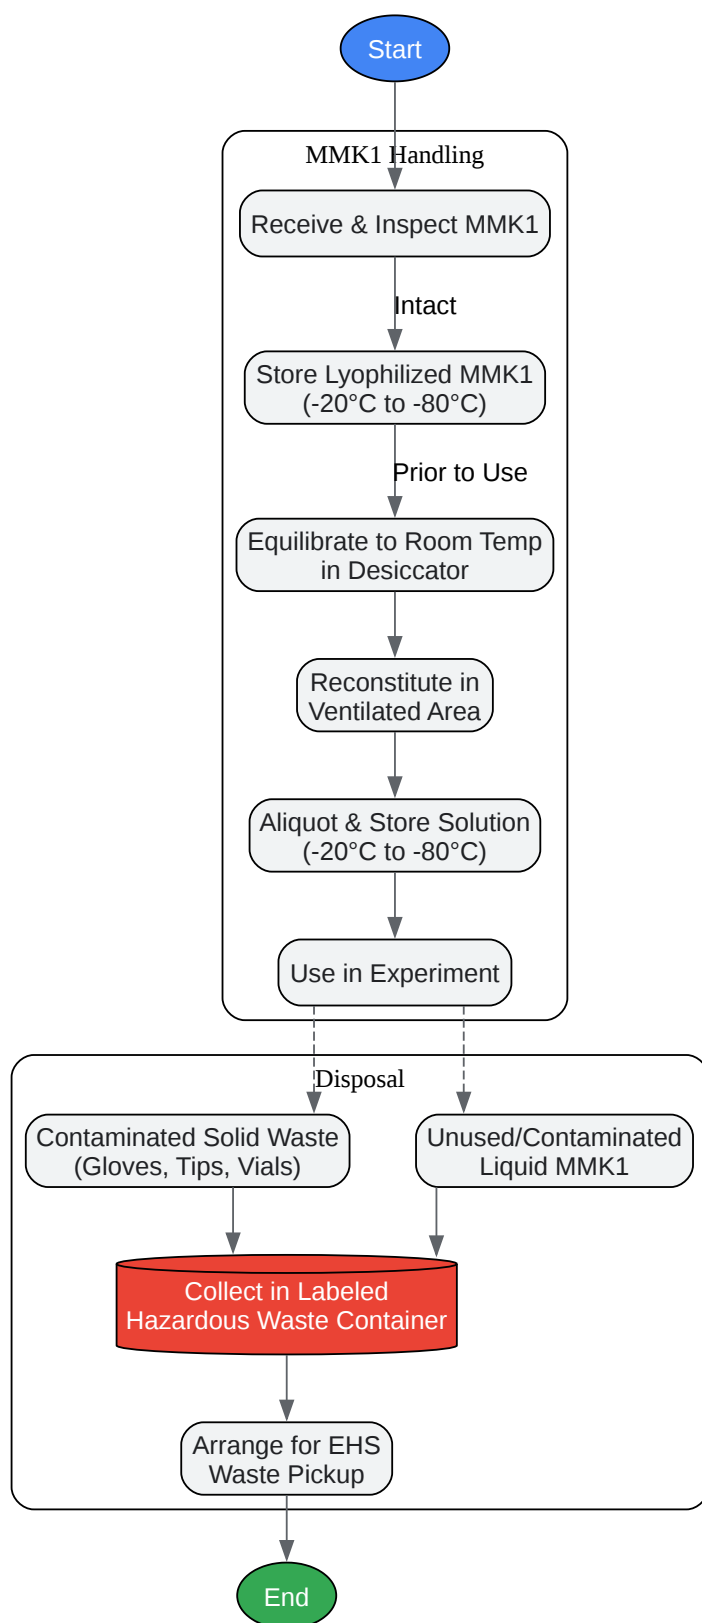 Start
MMK1 Handling
Receive & Inspect MMK1
Intact
Store Lyophilized MMK1
(-20°C to -80°C)
Prior to Use
Equilibrate to Room Temp
in Desiccator
Reconstitute in
Ventilated Area
Aliquot & Store Solution
(-20°C to -80°C)
Use in Experiment
Disposal
Contaminated Solid Waste
(Gloves, Tips, Vials)
Unused/Contaminated
Liquid MMK1
Collect in Labeled
Hazardous Waste Container
Arrange for EHS
Waste Pickup
End